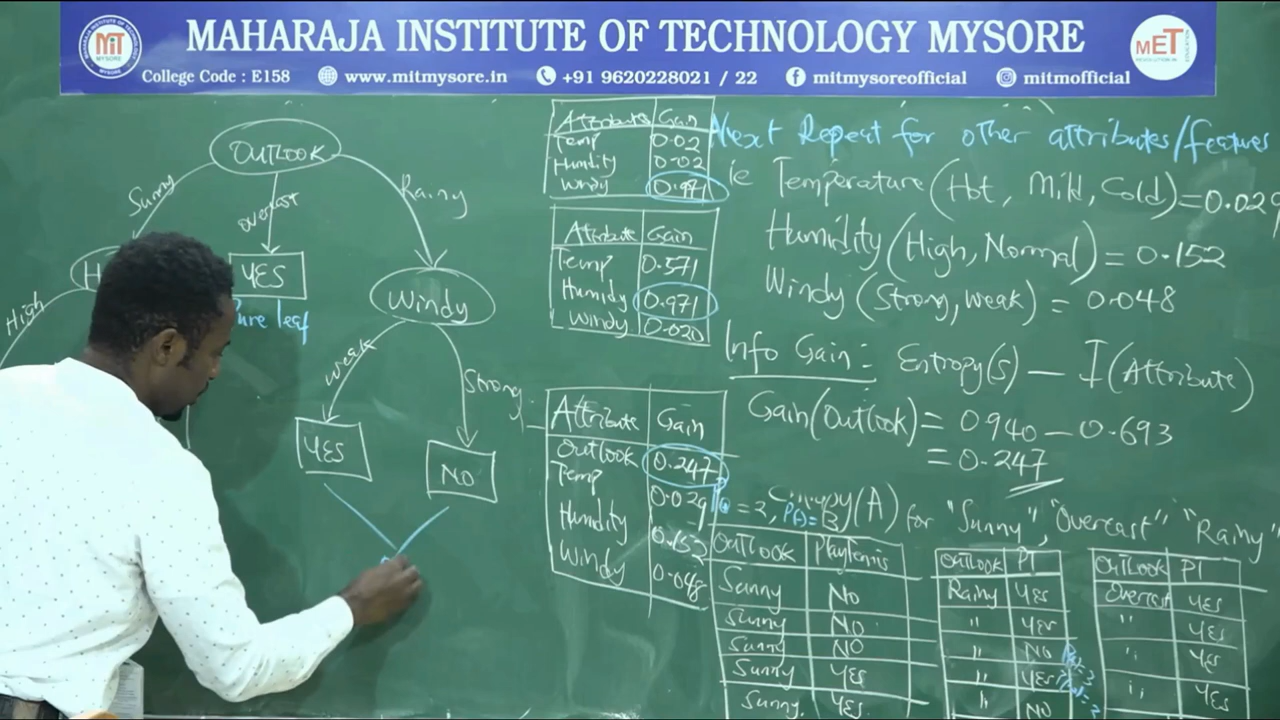 MAHARAJA INSTITUTE OF TECHNOLOGY MYSORE
MiT
MYSORE
MET
College Code : E158 www.mitmysore.in +91 9620228021 / 22 mitmysoreofficial mitmofficial
OUTLOOK
Sunny
overcast
Rainy
H
YES
Windy
Pure leaf
High
weak
Strong
YES
NO
Attribute Gain
Temp 0.02
Humdity 0.02
Windy 0.971
Attribute Gain
Temp 0.571
Humidy 0.971
Windy 0.020
Attribute Gain
Outlook 0.247
Temp 0.029
Humdity 0.152
Windy 0.048
Next Repeat for other attributes/features
ie Temperature (Hot, Mild, Cold) = 0.029
Humidity (High, Normal) = 0.152
Windy (Strong, weak) = 0.048
Info Gain: Entropy(S) — I(Attribute)
Gain(Outlook) = 0.940 — 0.693
= 0.247
(A) for "Sunny", "Overcast" "Rainy"
Outlook PlayTennis
Sunny NO
Sunny NO
Sunny NO
Sunny YES
Sunny. YES
Outlook PT
Rainy YES
" YES
" NO
" YES
" NO
Outlook PT
Overcast YES
" YES
" YES
" YES